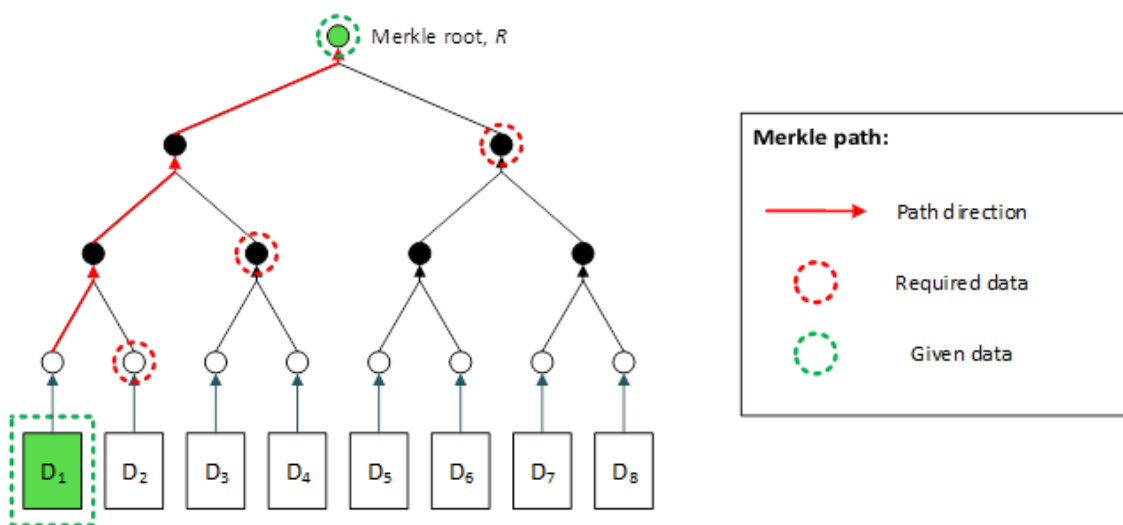 Merkle root, R
Merkle path:
Path direction
Required data
Given data
D₁ D₂ D₃ D₄ D₅ D₆ D₇ D₈